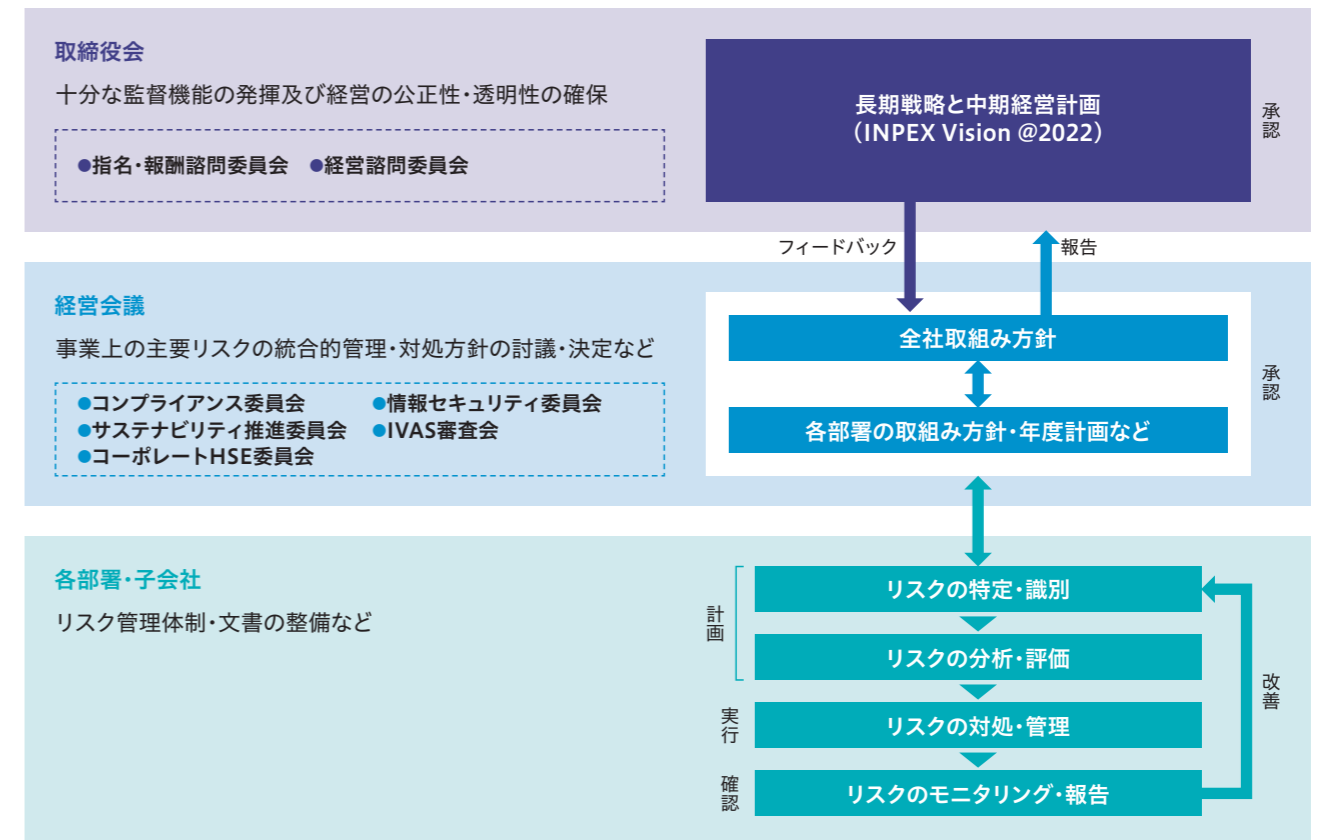 取締役会
十分な監督機能の発揮及び経営の公正性・透明性の確保
●指名・報酬諮問委員会 ●経営諮問委員会
長期戦略と中期経営計画
（INPEX Vision @2022）
承認
フィードバック
報告
経営会議
事業上の主要リスクの統合的管理・対処方針の討議・決定など
●コンプライアンス委員会 ●情報セキュリティ委員会
●サステナビリティ推進委員会 ●IVAS審査会
●コーポレートHSE委員会
全社取組み方針
各部署の取組み方針・年度計画など
承認
各部署・子会社
リスク管理体制・文書の整備など
計画
リスクの特定・識別
リスクの分析・評価
実行
リスクの対処・管理
確認
リスクのモニタリング・報告
改善